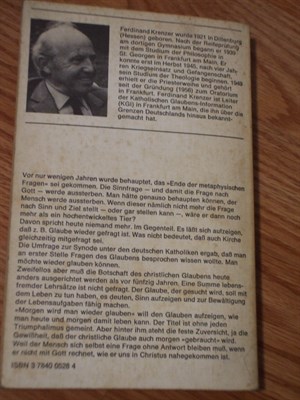 Ferdinand Krenzer wurde 1921 in Dillenburg
(Hessen) geboren. Nach der Reifeprüfung
am dortigen Gymnasium begann er 1939
mit dem Studium der Philosophie in
St. Georgen in Frankfurt am Main. Er
konnte erst im Herbst 1945, nach vier Jah-
ren Kriegseinsatz und Gefangenschaft,
sein Studium der Theologie beginnen. 1949
erhielt er die Priesterweihe und gehört
seit der Gründung (1956) zum Oratorium
in Frankfurt. Ferdinand Krenzer ist Leiter
der Katholischen Glaubens-Information
(KGI) in Frankfurt am Main, die ihn über die
Grenzen Deutschlands hinaus bekannt-
gemacht hat.
Vor nur wenigen Jahren wurde behauptet, das »Ende der metaphysischen
Fragen« sei gekommen. Die Sinnfrage — und damit die Frage nach
Gott — werde aussterben. Man hätte genauso behaupten können, der
Mensch werde aussterben. Wenn dieser nämlich nicht mehr die Frage
nach Sinn und Ziel stellt — oder gar stellen kann —, wäre er dann noch
mehr als ein hochentwickeltes Tier?
Davon spricht heute niemand mehr. Im Gegenteil. Es läßt sich aufzeigen,
daß z. B. Glaube wieder gefragt ist. Was nicht bedeutet, daß auch Kirche
gleichzeitig mitgefragt sei.
Die Umfrage zur Synode unter den deutschen Katholiken ergab, daß man
an erster Stelle Fragen des Glaubens besprochen wissen wollte. Man
möchte wieder glauben können.
Zweifellos aber muß die Botschaft des christlichen Glaubens heute
anders ausgerichtet werden als vor fünfzig Jahren. Eine Summe lebens-
fremder Lehrsätze ist nicht gefragt. Der Glaube, der gesucht wird, soll mit
dem Leben zu tun haben, es deuten, Sinn aufzeigen und zur Bewältigung
der Lebensaufgaben fähig machen.
»Morgen wird man wieder glauben« will den Glauben aufzeigen, wie
man heute und morgen damit leben kann. Der Titel ist ohne jeden
Triumphalismus gemeint. Aber hinter ihm steht die feste Zuversicht, ja die
Gewißheit, daß der christliche Glaube auch morgen »gebraucht« wird.
Weil der Mensch sich selbst eine Frage ohne Antwort bleiben muß, wenn
er nicht mit Gott rechnet, wie er uns in Christus nahegekommen ist.
ISBN 3 7840 0028 4